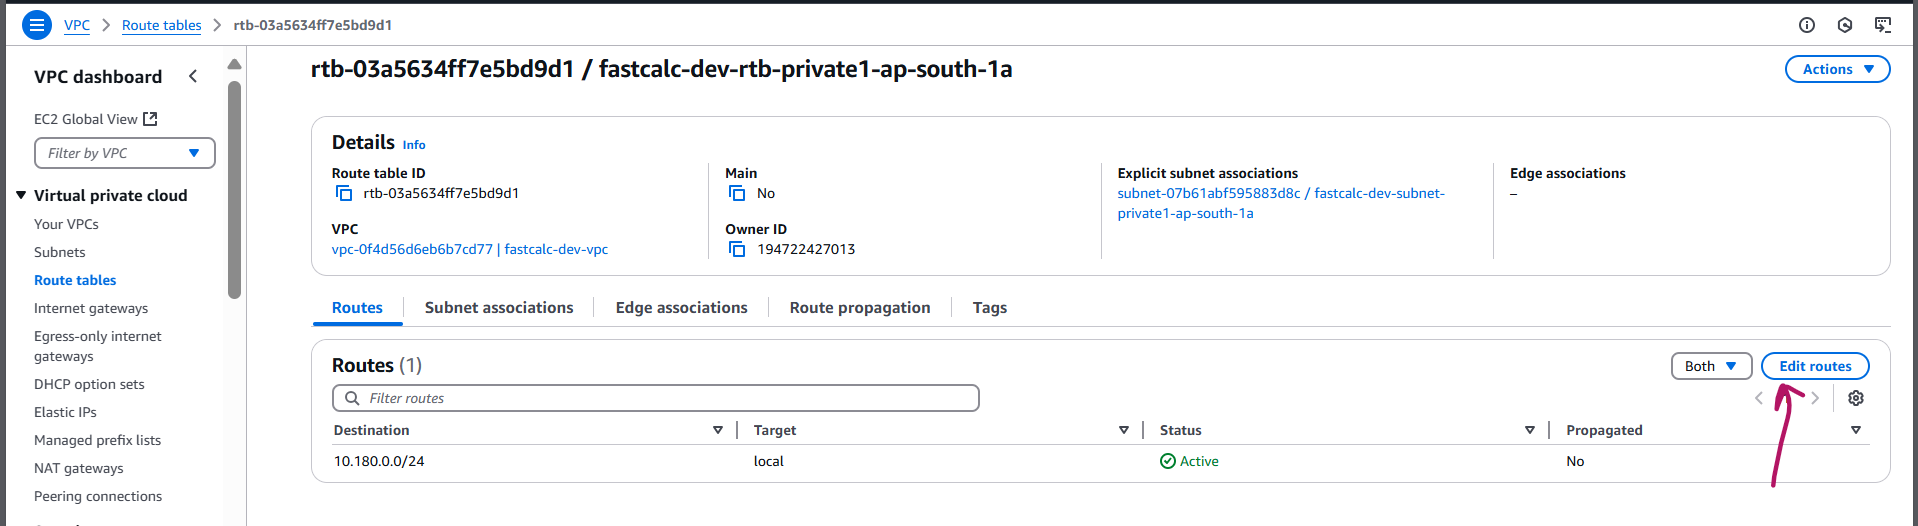 VPC > Route tables > rtb-03a5634ff7e5bd9d1
VPC dashboard
EC2 Global View
Filter by VPC
Virtual private cloud
Your VPCs
Subnets
Route tables
Internet gateways
Egress-only internet
gateways
DHCP option sets
Elastic IPs
Managed prefix lists
NAT gateways
Peering connections
rtb-03a5634ff7e5bd9d1 / fastcalc-dev-rtb-private1-ap-south-1a
Actions
Details Info
Route table ID
rtb-03a5634ff7e5bd9d1
Main
No
Explicit subnet associations
subnet-07b61abf595883d8c / fastcalc-dev-subnet-
private1-ap-south-1a
Edge associations
–
VPC
vpc-0f4d56d6eb6b7cd77 | fastcalc-dev-vpc
Owner ID
194722427013
Routes Subnet associations Edge associations Route propagation Tags
Routes (1)
Both Edit routes
Filter routes
Destination Target Status Propagated
10.180.0.0/24 local Active No